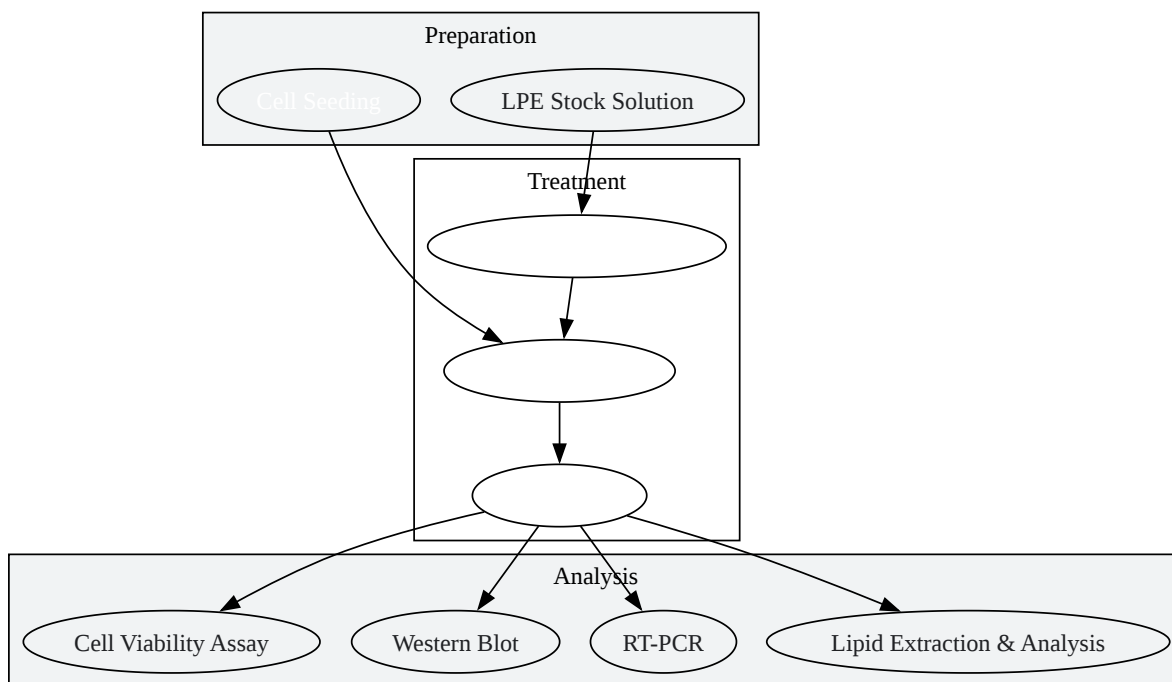 Preparation
Cell Seeding
LPE Stock Solution
Treatment
Analysis
Cell Viability Assay
Western Blot
RT-PCR
Lipid Extraction & Analysis